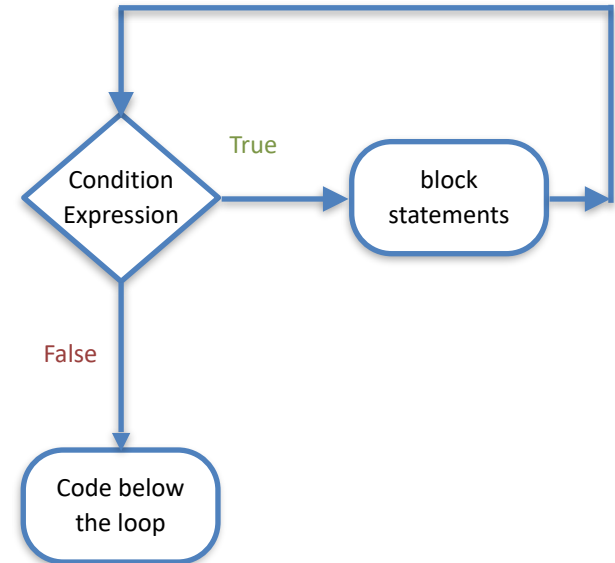 True
Condition
Expression
block
statements
False
Code below
the loop